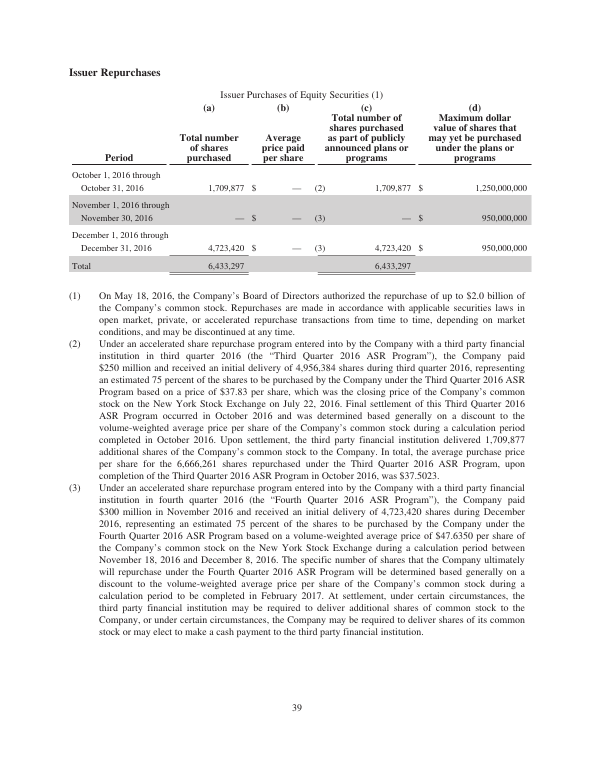 Issuer Repurchases
Issuer Purchases of Equity Securities (1)
(a) (b) (c) (d)
Total number of Maximum dollar
shares purchased value of shares that
Total number Average as part of publicly may yet be purchased
of shares price paid announced plans or under the plans or
Period purchased per share programs programs
October 1, 2016 through
October 31, 2016 1,709,877 $ — (2) 1,709,877 $ 1,250,000,000
November 1, 2016 through
November 30, 2016 — $ — (3) — $ 950,000,000
December 1, 2016 through
December 31, 2016 4,723,420 $ — (3) 4,723,420 $ 950,000,000
Total 6,433,297 6,433,297
(1) On May 18, 2016, the Company's Board of Directors authorized the repurchase of up to $2.0 billion of
the Company's common stock. Repurchases are made in accordance with applicable securities laws in
open market, private, or accelerated repurchase transactions from time to time, depending on market
conditions, and may be discontinued at any time.
(2) Under an accelerated share repurchase program entered into by the Company with a third party financial
institution in third quarter 2016 (the “Third Quarter 2016 ASR Program”), the Company paid
$250 million and received an initial delivery of 4,956,384 shares during third quarter 2016, representing
an estimated 75 percent of the shares to be purchased by the Company under the Third Quarter 2016 ASR
Program based on a price of $37.83 per share, which was the closing price of the Company's common
stock on the New York Stock Exchange on July 22, 2016. Final settlement of this Third Quarter 2016
ASR Program occurred in October 2016 and was determined based generally on a discount to the
volume-weighted average price per share of the Company's common stock during a calculation period
completed in October 2016. Upon settlement, the third party financial institution delivered 1,709,877
additional shares of the Company's common stock to the Company. In total, the average purchase price
per share for the 6,666,261 shares repurchased under the Third Quarter 2016 ASR Program, upon
completion of the Third Quarter 2016 ASR Program in October 2016, was $37.5023.
(3) Under an accelerated share repurchase program entered into by the Company with a third party financial
institution in fourth quarter 2016 (the “Fourth Quarter 2016 ASR Program”), the Company paid
$300 million in November 2016 and received an initial delivery of 4,723,420 shares during December
2016, representing an estimated 75 percent of the shares to be purchased by the Company under the
Fourth Quarter 2016 ASR Program based on a volume-weighted average price of $47.6350 per share of
the Company's common stock on the New York Stock Exchange during a calculation period between
November 18, 2016 and December 8, 2016. The specific number of shares that the Company ultimately
will repurchase under the Fourth Quarter 2016 ASR Program will be determined based generally on a
discount to the volume-weighted average price per share of the Company's common stock during a
calculation period to be completed in February 2017. At settlement, under certain circumstances, the
third party financial institution may be required to deliver additional shares of common stock to the
Company, or under certain circumstances, the Company may be required to deliver shares of its common
stock or may elect to make a cash payment to the third party financial institution.
39